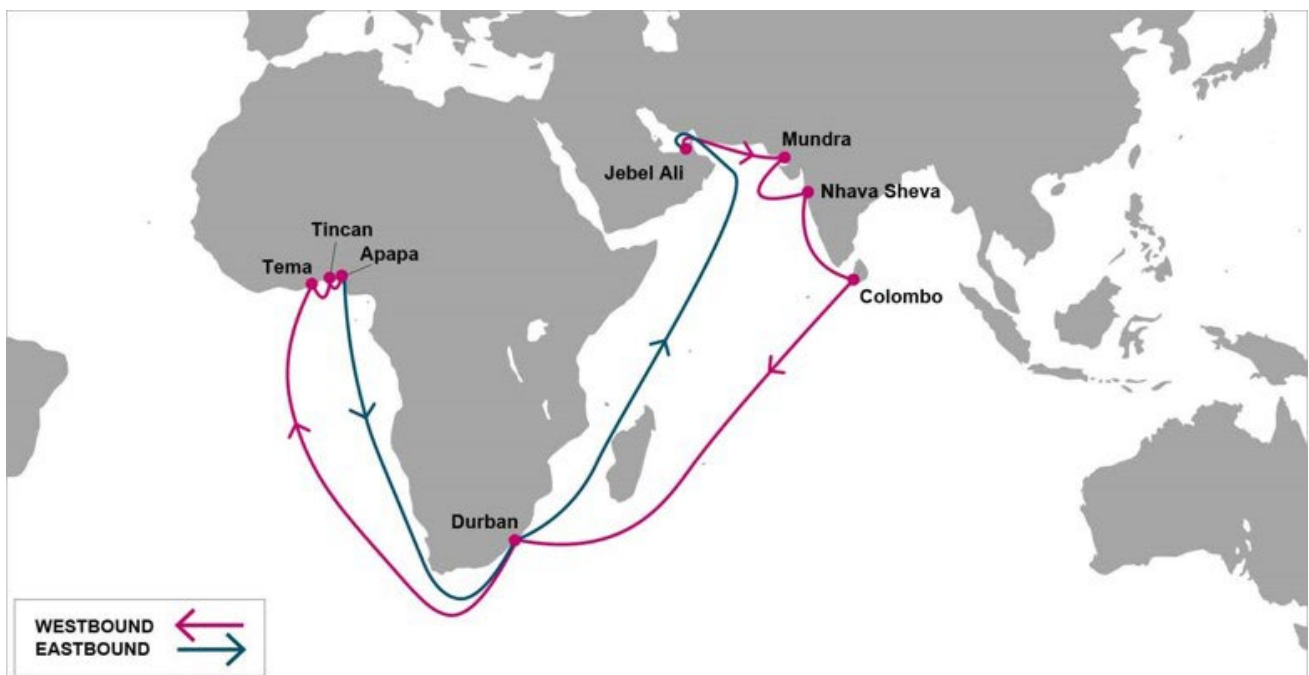 Mundra
Jebel Ali
Nhava Sheva
Tincan
Apapa
Tema
Colombo
Durban
WESTBOUND
EASTBOUND